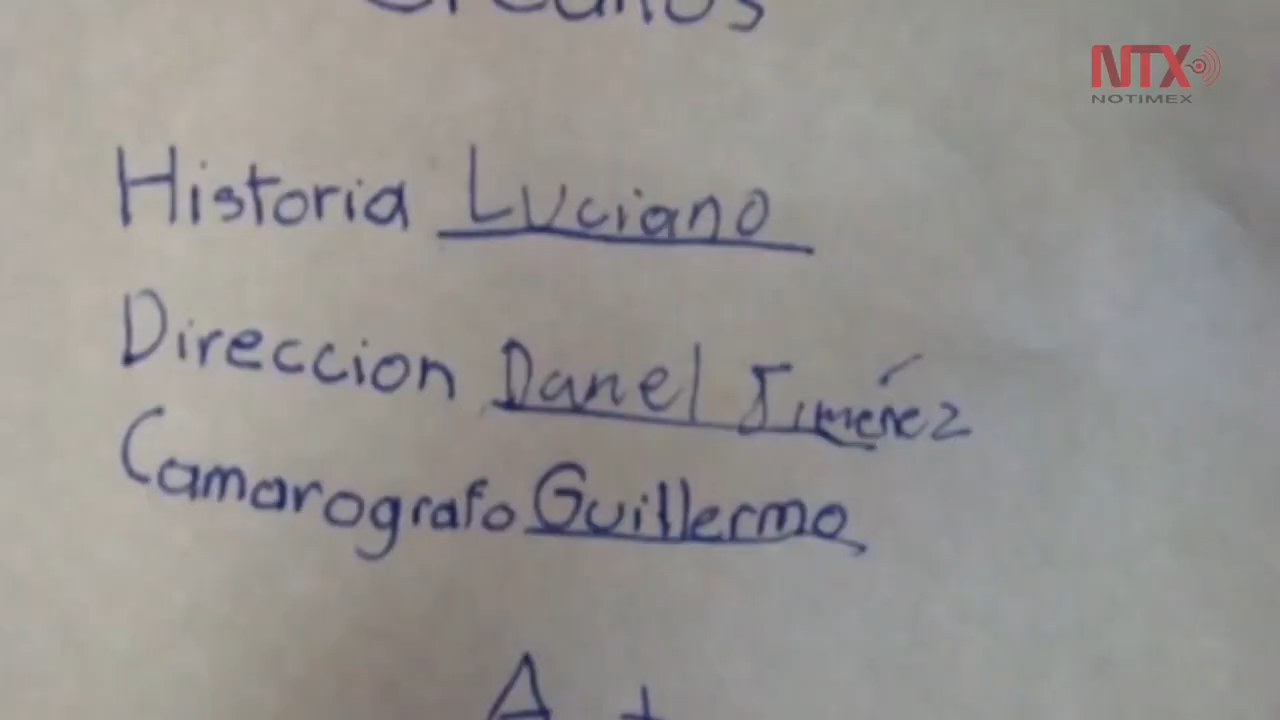 NTX
NOTIMEX
Historia Luciano
Direccion Danel Jiménez
Camarografo Guillermo